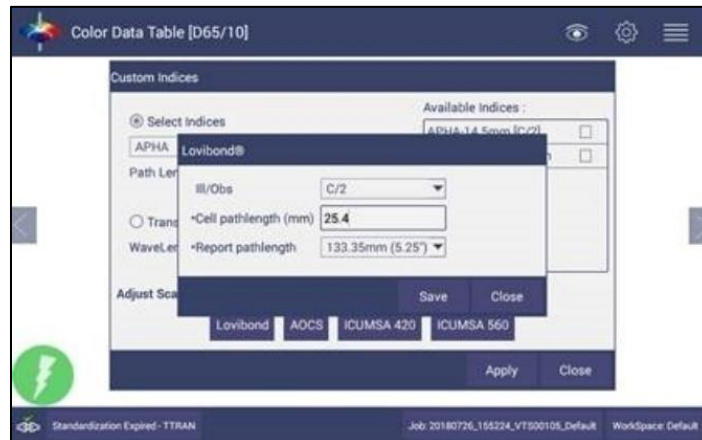 Color Data Table [D65/10]
Custom Indices
Select Indices
Available Indices :
APHA
APHA-14.5mm [C/2]
Lovibond®
Path Len
Ill/Obs
C/2
Trans
*Cell pathlength (mm)
25.4
WaveLen
*Report pathlength
133.35mm (5.25")
Adjust Sca
Save
Close
Lovibond
AOCS
ICUMSA 420
ICUMSA 560
Apply
Close
Standardization Expired - TTRAN
Job: 20180726_155224_VTS00105_Default
WorkSpace: Default